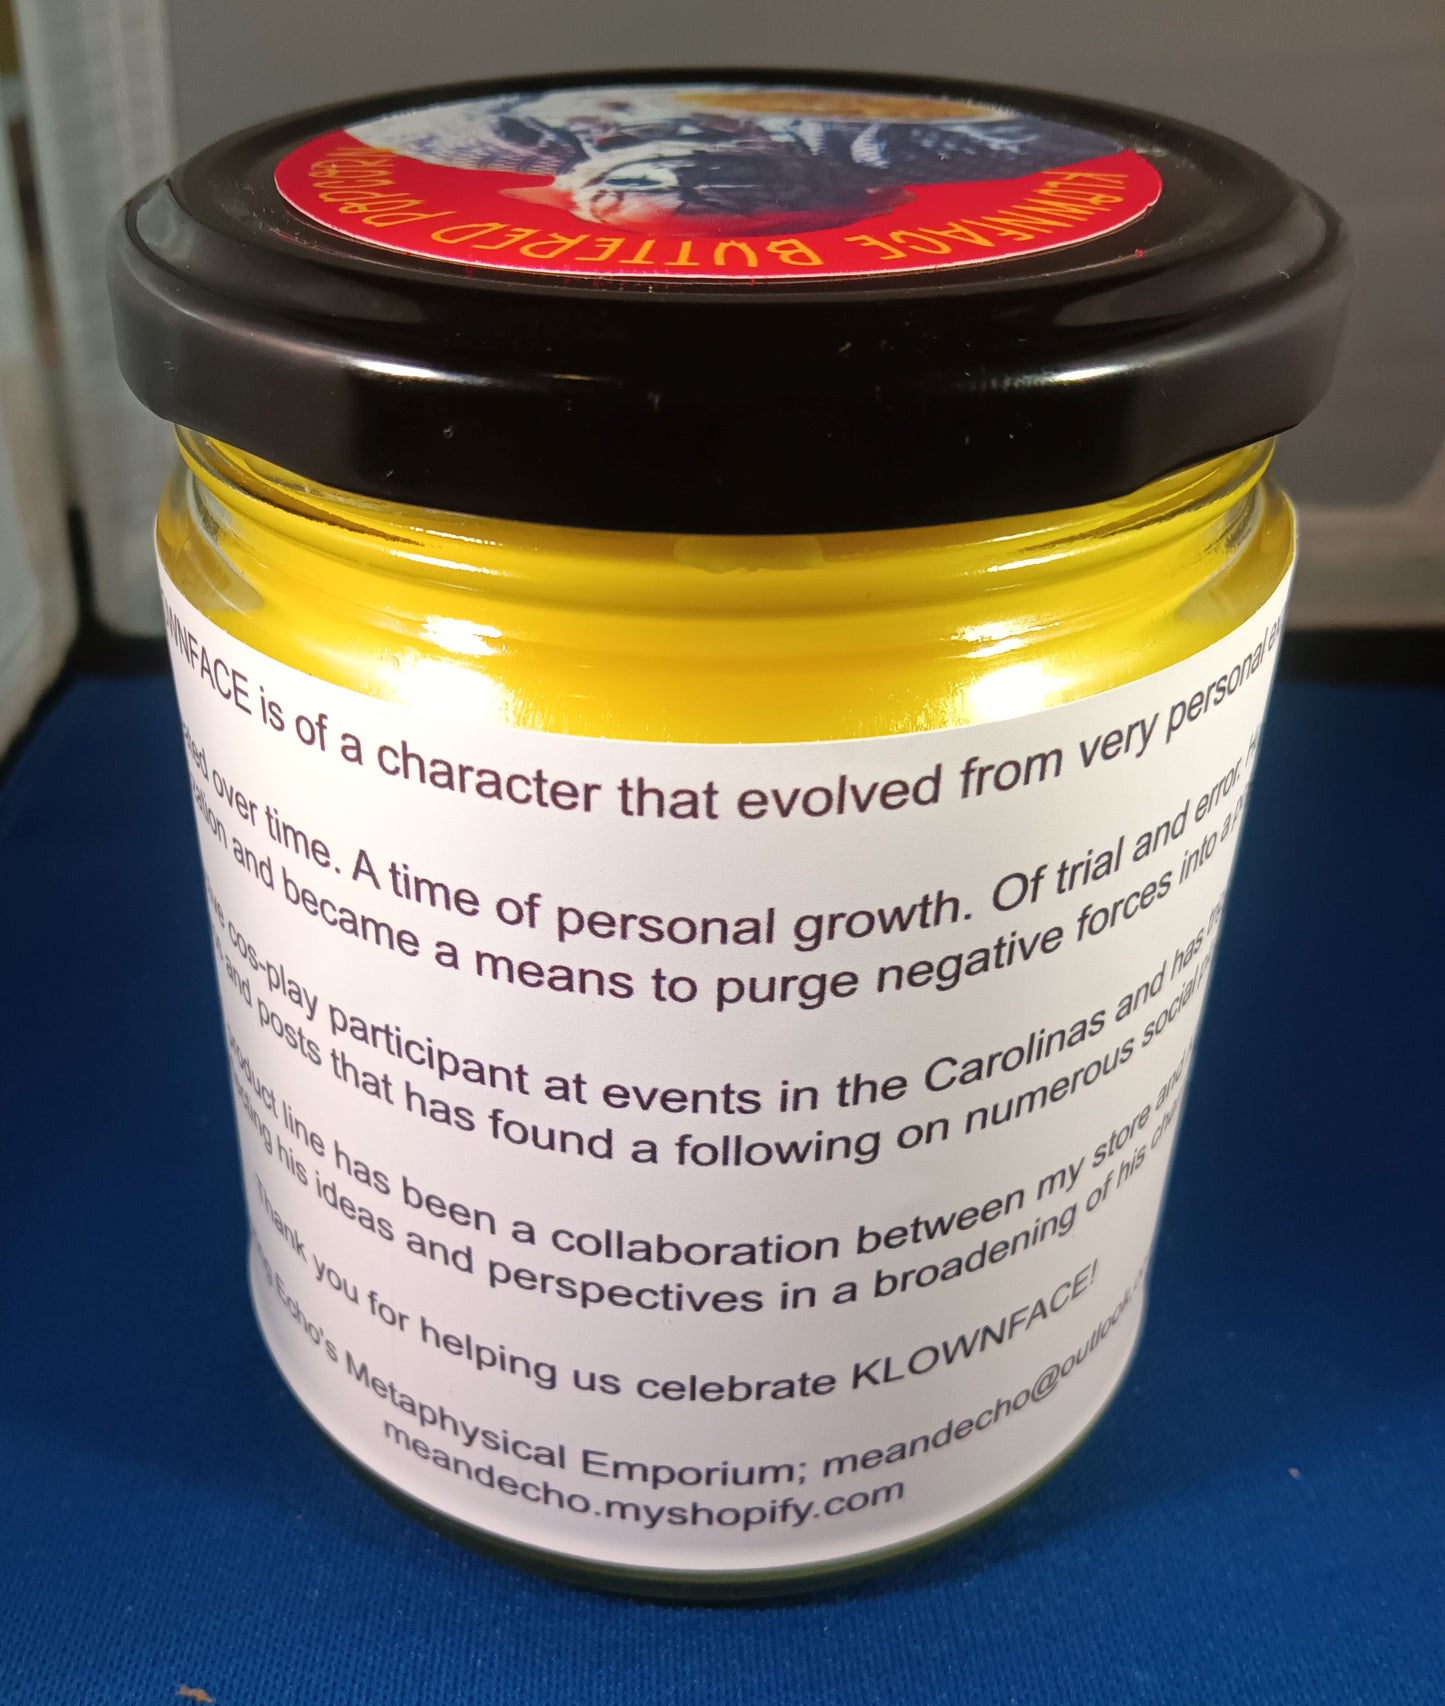 KLOWNFACE BUTTERED POPCORN
is of a character that evolved from very personal
over time. A time of personal growth. Of trial and error.
and became a means to purge negative forces into a
cos-play participant at events in the Carolinas and has
and posts that has found a following on numerous social
product line has been a collaboration between my store and
his ideas and perspectives in a broadening of his
Thank you for helping us celebrate KLOWNFACE!
Echo's Metaphysical Emporium; meandecho@outlook.
meandecho.myshopify.com